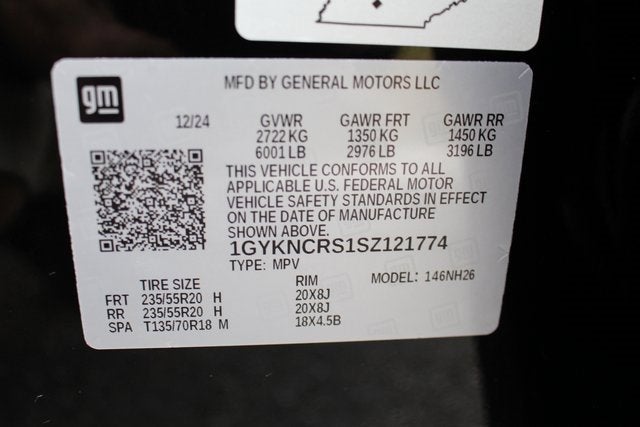 gm
MFD BY GENERAL MOTORS LLC
12/24 GVWR GAWR FRT GAWR RR
2722 KG 1350 KG 1450 KG
6001 LB 2976 LB 3196 LB
THIS VEHICLE CONFORMS TO ALL
APPLICABLE U.S. FEDERAL MOTOR
VEHICLE SAFETY STANDARDS IN EFFECT
ON THE DATE OF MANUFACTURE
SHOWN ABOVE.
1GYKNCRS1SZ121774
TYPE: MPV MODEL: 146NH26
TIRE SIZE RIM
FRT 235/55R20 H 20X8J
RR 235/55R20 H 20X8J
SPA T135/70R18 M 18X4.5B